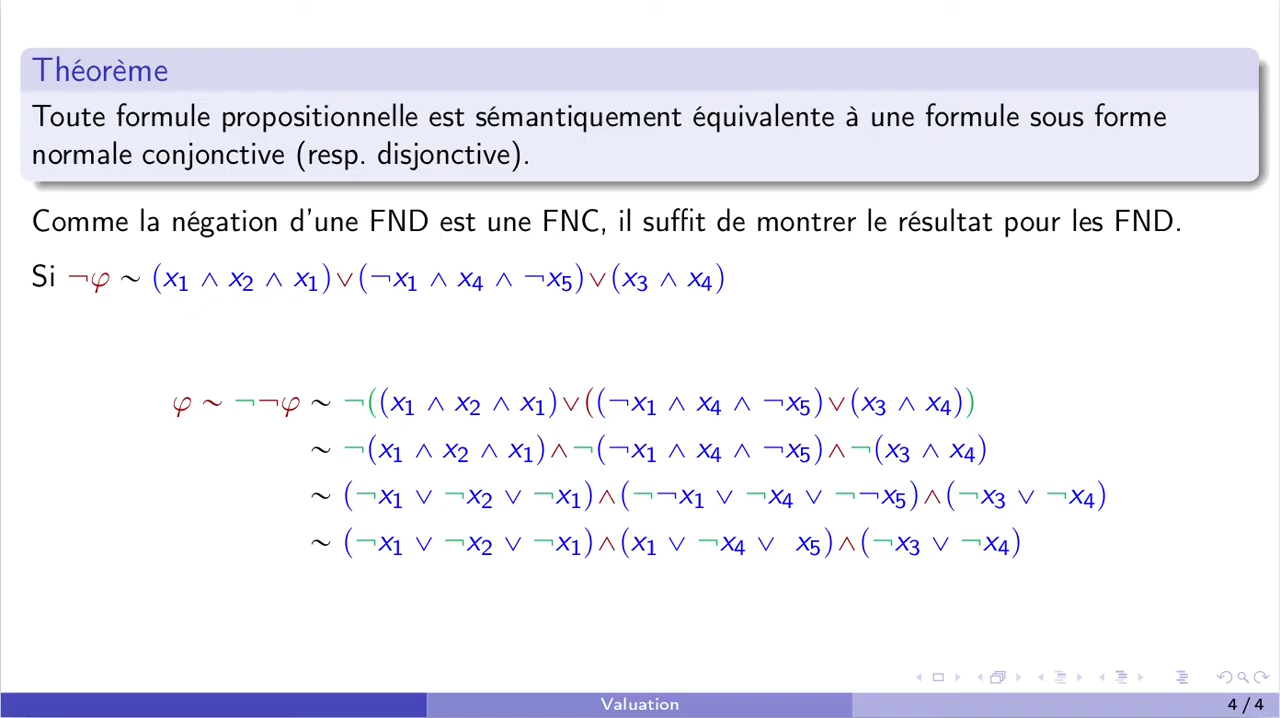 Théorème
Toute formule propositionnelle est sémantiquement équivalente à une formule sous forme
normale conjonctive (resp. disjonctive).
Comme la négation d'une FND est une FNC, il suffit de montrer le résultat pour les FND.
Si ¬φ ∼ (x₁ ∧ x₂ ∧ x₁)∨(¬x₁ ∧ x₄ ∧ ¬x₅)∨(x₃ ∧ x₄)
φ ∼ ¬¬φ ∼ ¬((x₁ ∧ x₂ ∧ x₁)∨((¬x₁ ∧ x₄ ∧ ¬x₅)∨(x₃ ∧ x₄))
∼ ¬(x₁ ∧ x₂ ∧ x₁)∧¬(¬x₁ ∧ x₄ ∧ ¬x₅)∧¬(x₃ ∧ x₄)
∼ (¬x₁ ∨ ¬x₂ ∨ ¬x₁)∧(¬¬x₁ ∨ ¬x₄ ∨ ¬¬x₅)∧(¬x₃ ∨ ¬x₄)
∼ (¬x₁ ∨ ¬x₂ ∨ ¬x₁)∧(x₁ ∨ ¬x₄ ∨ x₅)∧(¬x₃ ∨ ¬x₄)
Valuation
4 / 4